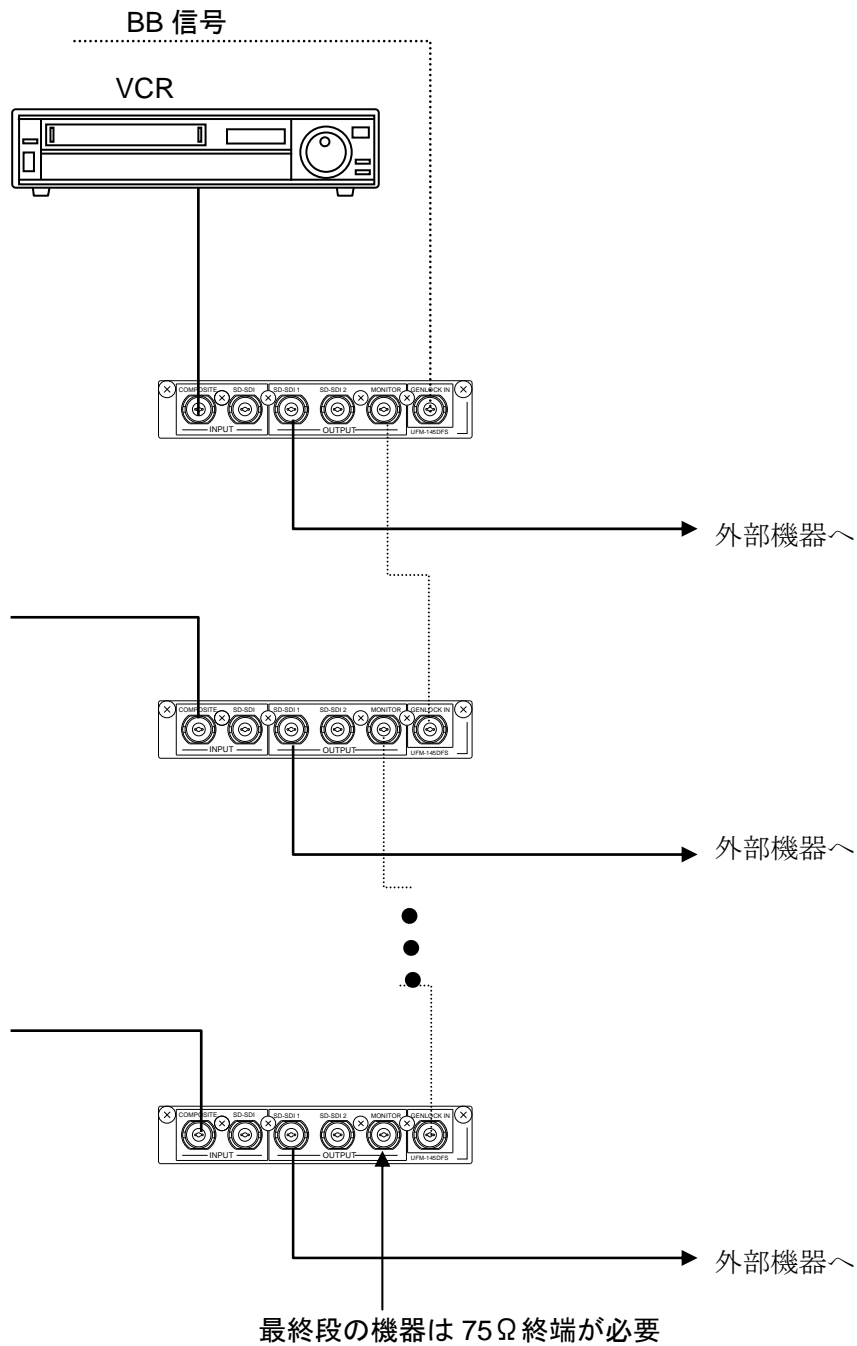 BB 信号
VCR
COMPOSITE SD-SDI SD-SDI 1 SD-SDI 2 MONITOR GENLOCK IN
INPUT OUTPUT UFM-145DFS
外部機器へ
COMPOSITE SD-SDI SD-SDI 1 SD-SDI 2 MONITOR GENLOCK IN
INPUT OUTPUT UFM-145DFS
外部機器へ
COMPOSITE SD-SDI SD-SDI 1 SD-SDI 2 MONITOR GENLOCK IN
INPUT OUTPUT UFM-145DFS
外部機器へ
最終段の機器は 75Ω終端が必要